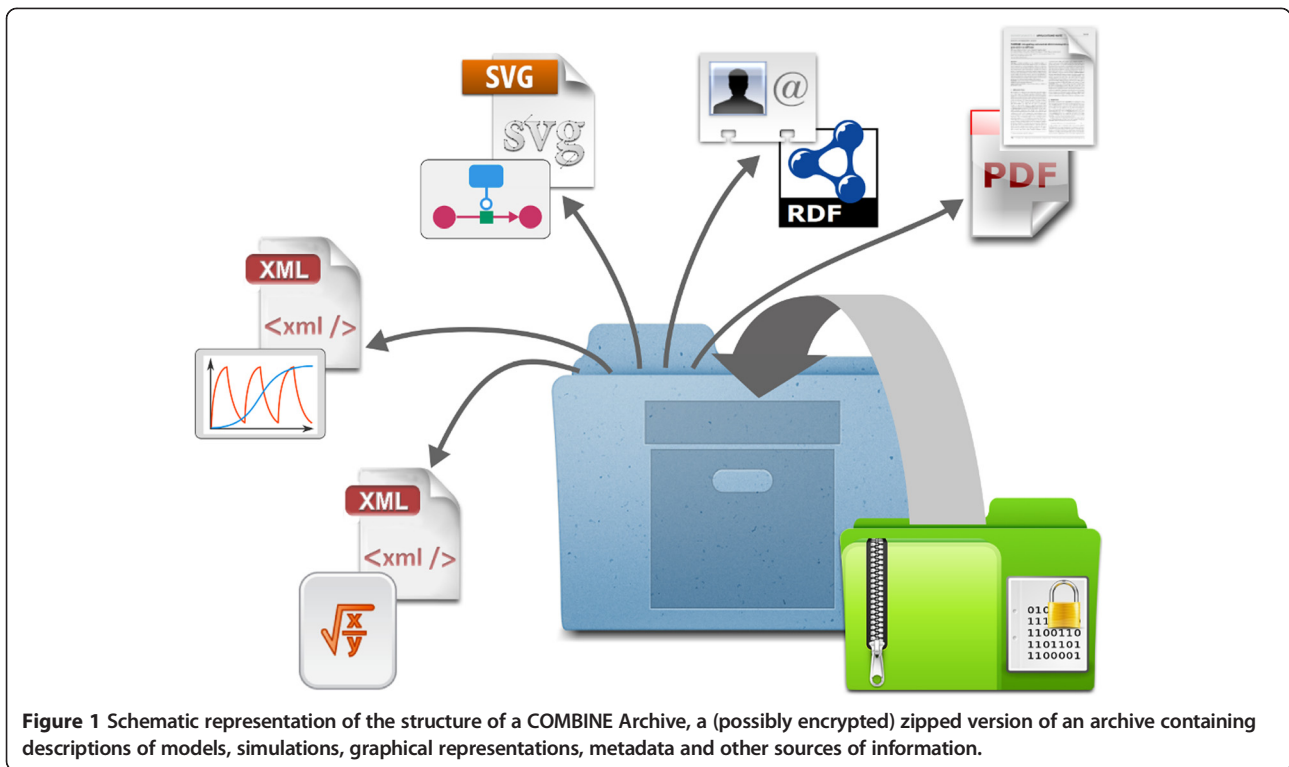 SVG
svg
@
RDF
PDF
XML
<xml />
XML
<xml />
√x/y
1100110
1101101
1100001
Figure 1 Schematic representation of the structure of a COMBINE Archive, a (possibly encrypted) zipped version of an archive containing
descriptions of models, simulations, graphical representations, metadata and other sources of information.